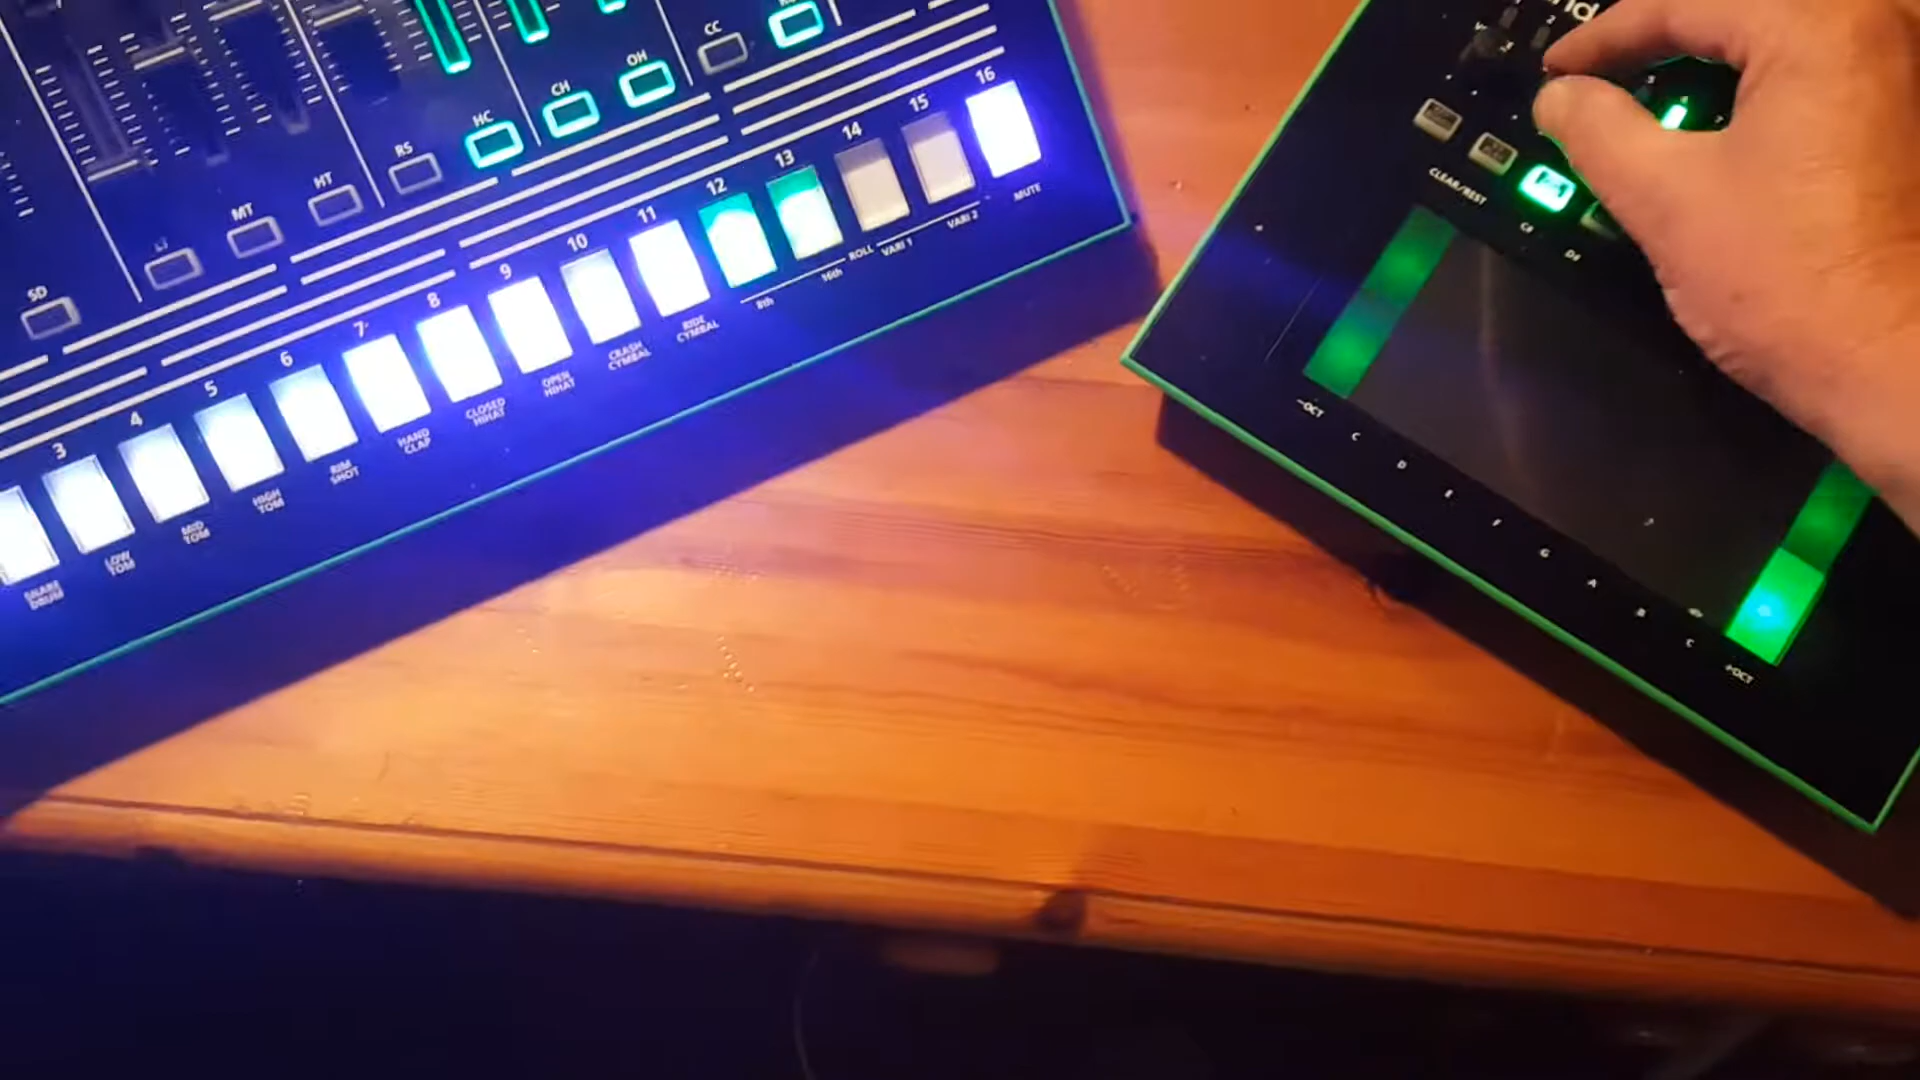 SD
LT
MT
HT
RS
HC
CH
OH
CC
3
4
5
6
7
8
9
10
11
12
13
14
15
16
SNARE
DRUM
LOW
TOM
MID
TOM
HIGH
TOM
RIM
SHOT
HAND
CLAP
CLOSED
HIHAT
OPEN
HIHAT
CRASH
CYMBAL
RIDE
CYMBAL
8th
16th
ROLL
VARI 1
VARI 2
MUTE
CLEAR/REST
C#
D#
-OCT
C
D
E
F
G
A
B
C
+OCT